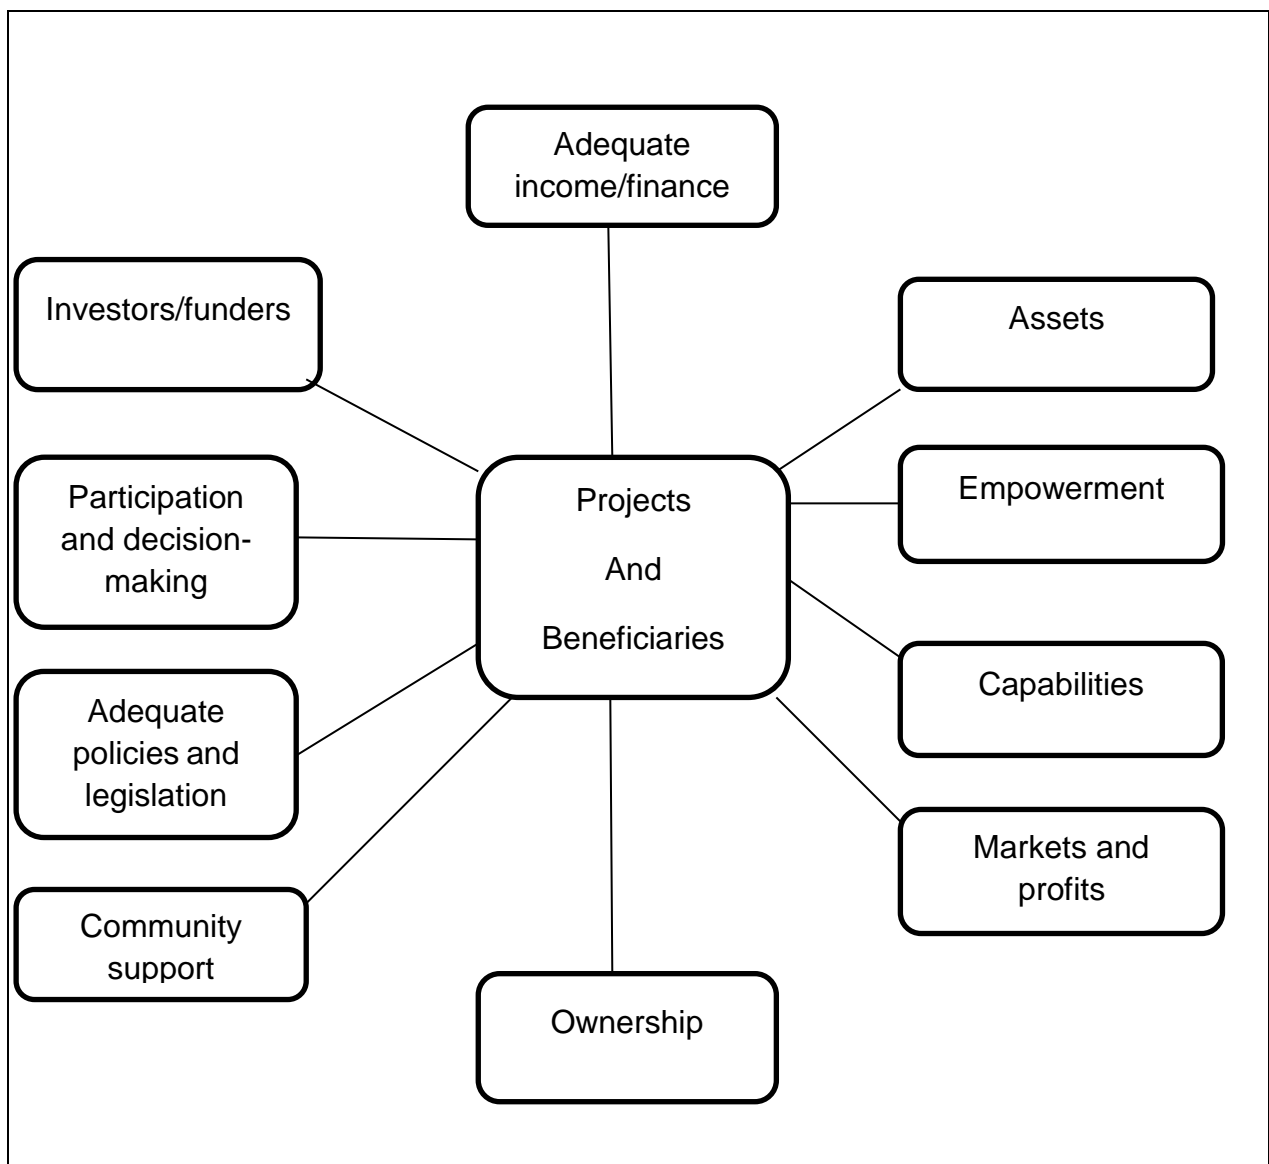 Adequate
income/finance
Investors/funders
Assets
Participation
and decision-
making
Projects
And
Beneficiaries
Empowerment
Adequate
policies and
legislation
Capabilities
Markets and
profits
Community
support
Ownership